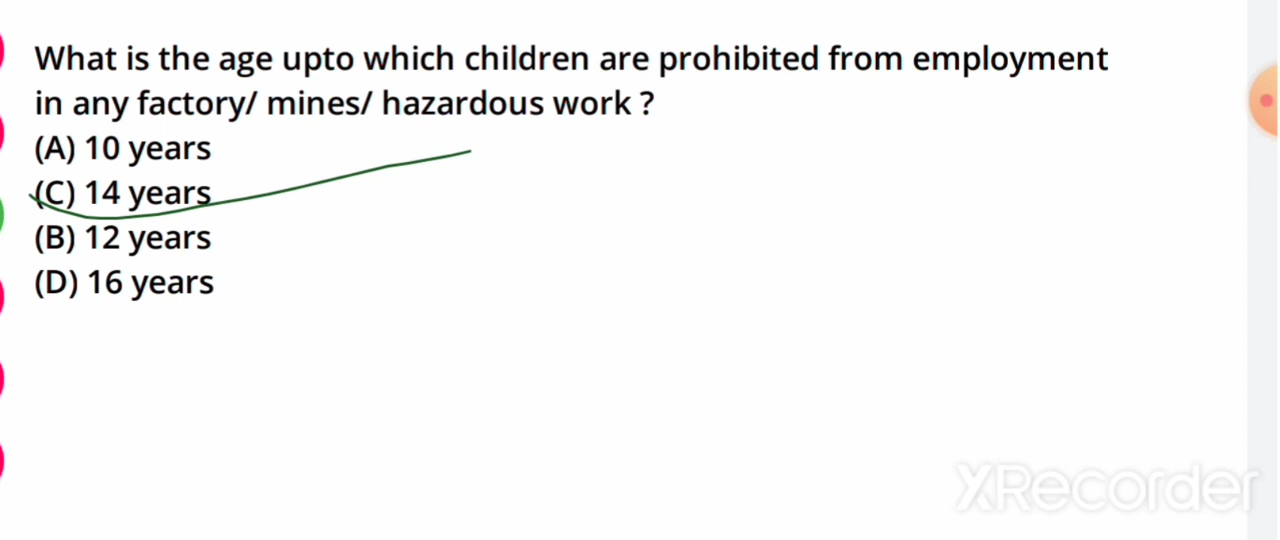 What is the age upto which children are prohibited from employment
in any factory/ mines/ hazardous work ?
(A) 10 years
(C) 14 years
(B) 12 years
(D) 16 years
XRecorder